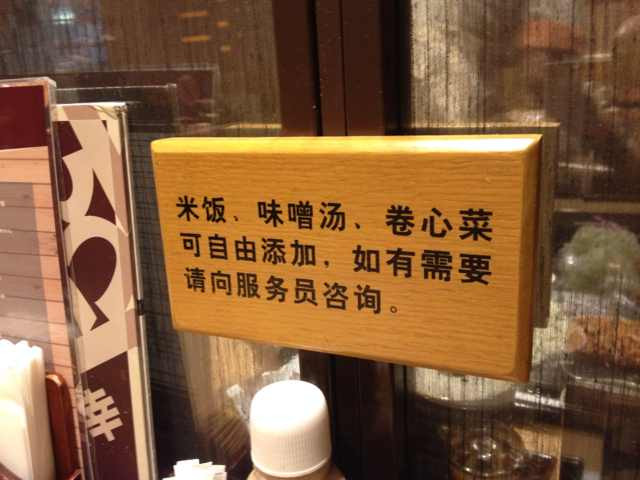 米饭、味噌汤、卷心菜
可自由添加，如有需要
请向服务员咨询。
幸